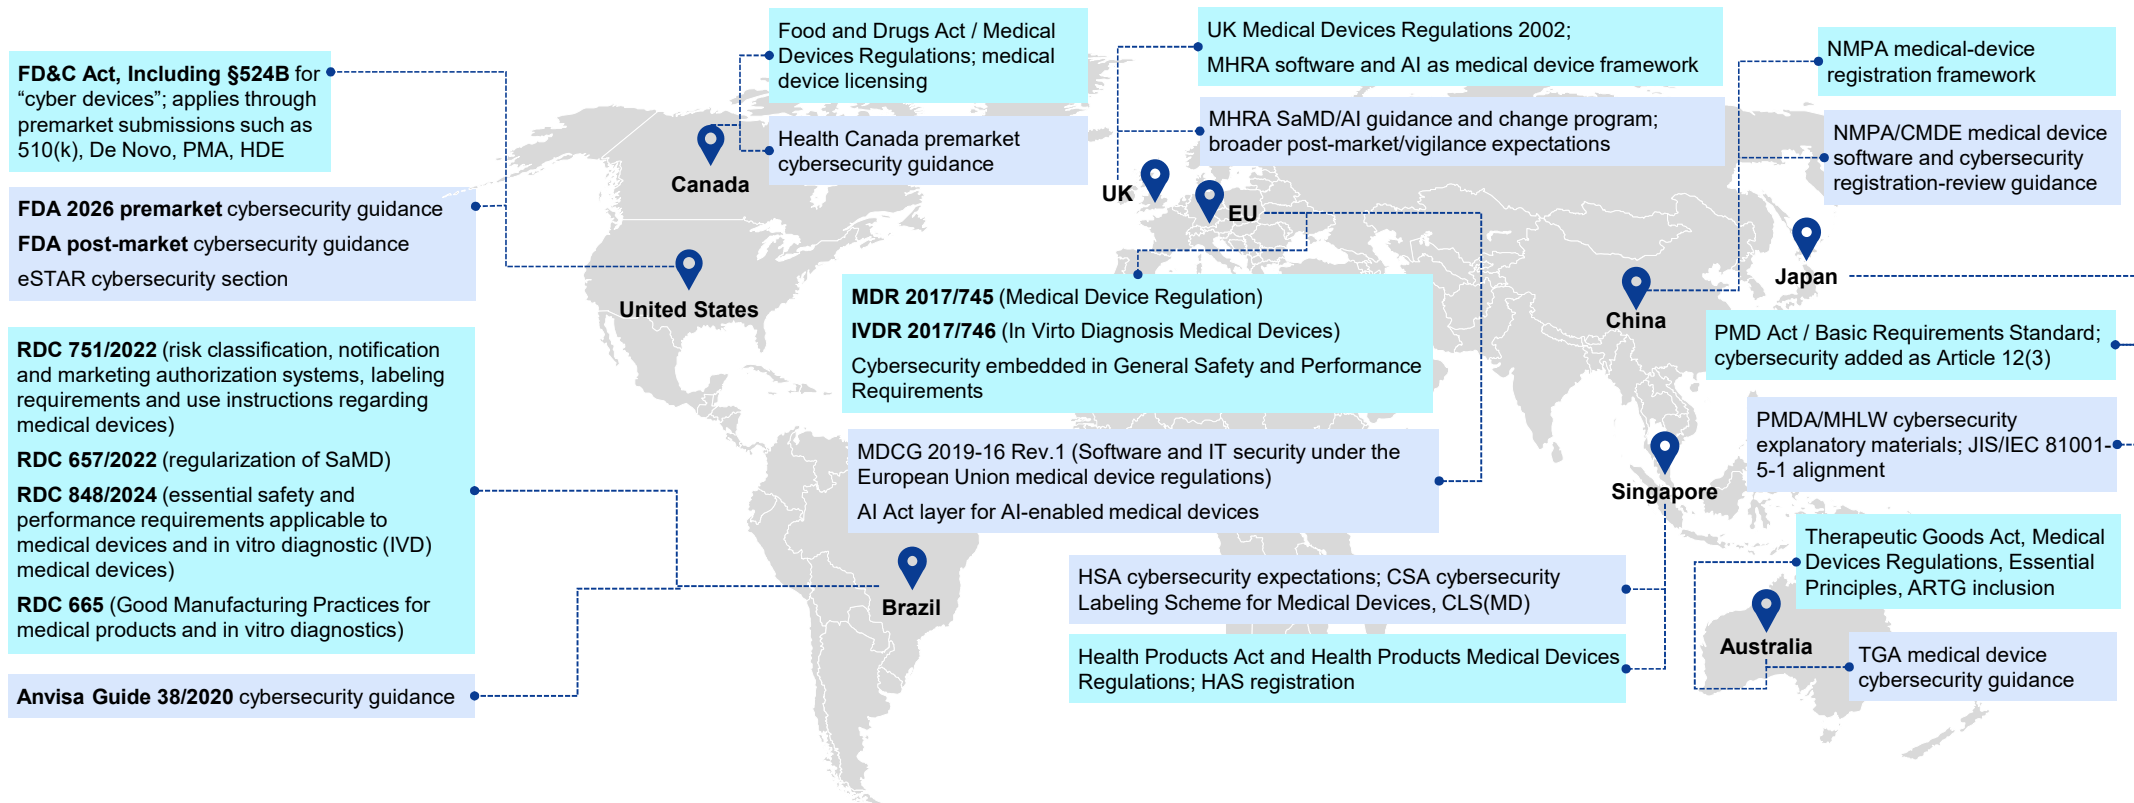 FD&C Act, Including §524B for
“cyber devices”; applies through
premarket submissions such as
510(k), De Novo, PMA, HDE
FDA 2026 premarket cybersecurity guidance
FDA post-market cybersecurity guidance
eSTAR cybersecurity section
United States
Food and Drugs Act / Medical
Devices Regulations; medical
device licensing
Health Canada premarket
cybersecurity guidance
Canada
UK Medical Devices Regulations 2002;
MHRA software and AI as medical device framework
MHRA SaMD/AI guidance and change program;
broader post-market/vigilance expectations
UK
EU
MDR 2017/745 (Medical Device Regulation)
IVDR 2017/746 (In Virto Diagnosis Medical Devices)
Cybersecurity embedded in General Safety and Performance
Requirements
MDCG 2019-16 Rev.1 (Software and IT security under the
European Union medical device regulations)
AI Act layer for AI-enabled medical devices
NMPA medical-device
registration framework
NMPA/CMDE medical device
software and cybersecurity
registration-review guidance
China
Japan
PMD Act / Basic Requirements Standard;
cybersecurity added as Article 12(3)
PMDA/MHLW cybersecurity
explanatory materials; JIS/IEC 81001-
5-1 alignment
RDC 751/2022 (risk classification, notification
and marketing authorization systems, labeling
requirements and use instructions regarding
medical devices)
RDC 657/2022 (regularization of SaMD)
RDC 848/2024 (essential safety and
performance requirements applicable to
medical devices and in vitro diagnostic (IVD)
medical devices)
RDC 665 (Good Manufacturing Practices for
medical products and in vitro diagnostics)
Anvisa Guide 38/2020 cybersecurity guidance
Brazil
Singapore
HSA cybersecurity expectations; CSA cybersecurity
Labeling Scheme for Medical Devices, CLS(MD)
Health Products Act and Health Products Medical Devices
Regulations; HAS registration
Therapeutic Goods Act, Medical
Devices Regulations, Essential
Principles, ARTG inclusion
Australia
TGA medical device
cybersecurity guidance